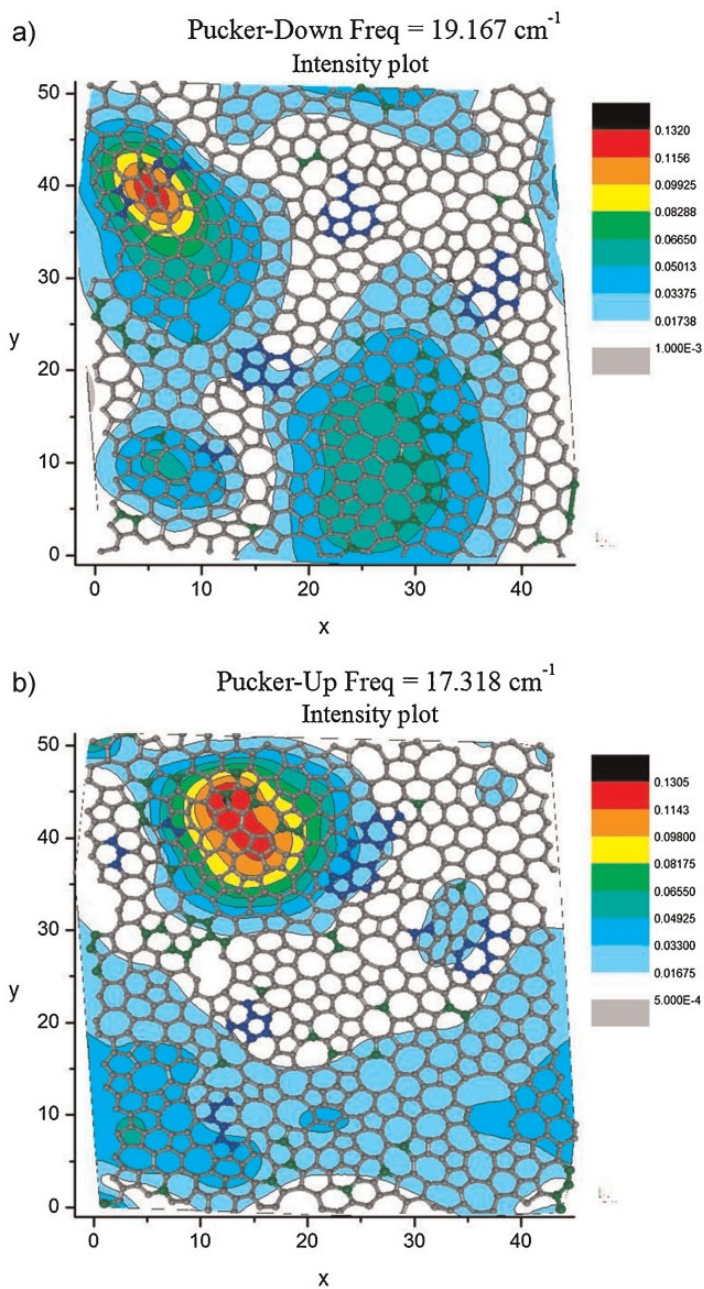 a)
Pucker-Down Freq = 19.167 cm⁻¹
Intensity plot
50
40
30
20
10
0
y
0 10 20 30 40
x
0.1320
0.1156
0.09925
0.08288
0.06650
0.05013
0.03375
0.01738
1.000E-3
b)
Pucker-Up Freq = 17.318 cm⁻¹
Intensity plot
50
40
30
20
10
0
y
0 10 20 30 40
x
0.1305
0.1143
0.09800
0.08175
0.06550
0.04925
0.03300
0.01675
5.000E-4